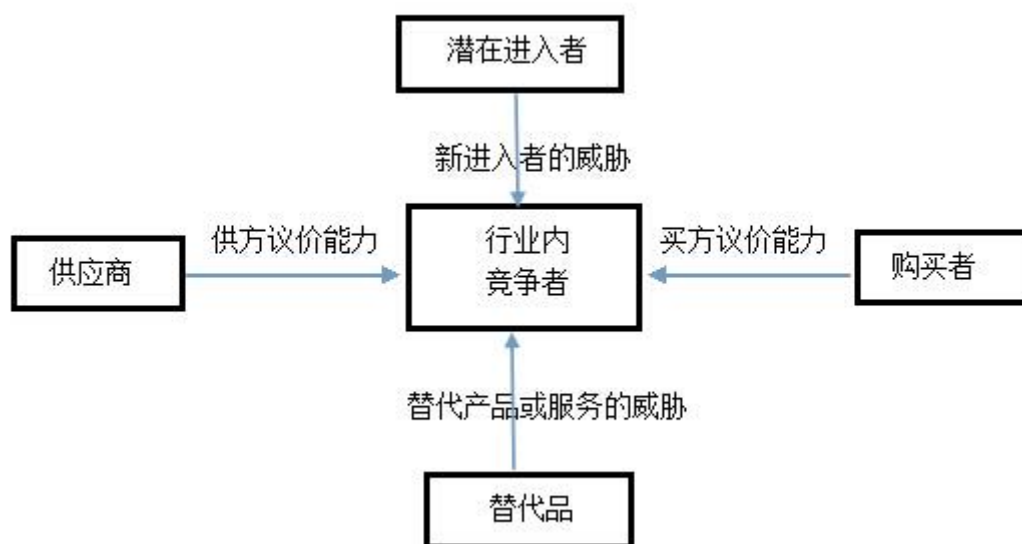 潜在进入者
新进入者的威胁
供方议价能力
行业内
竞争者
买方议价能力
供应商
购买者
替代产品或服务的威胁
替代品